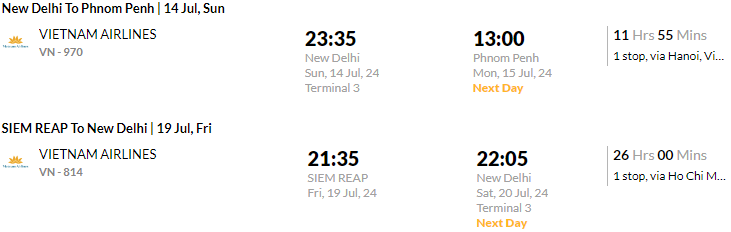 New Delhi To Phnom Penh | 14 Jul, Sun
VIETNAM AIRLINES
VN - 970
23:35
New Delhi
Sun, 14 Jul, 24
Terminal 3
13:00
Phnom Penh
Mon, 15 Jul, 24
Next Day
11 Hrs 55 Mins
1 stop, via Hanoi, Vi...
SIEM REAP To New Delhi | 19 Jul, Fri
VIETNAM AIRLINES
VN - 814
21:35
SIEM REAP
Fri, 19 Jul, 24
22:05
New Delhi
Sat, 20 Jul, 24
Terminal 3
Next Day
26 Hrs 00 Mins
1 stop, via Ho Chi M...